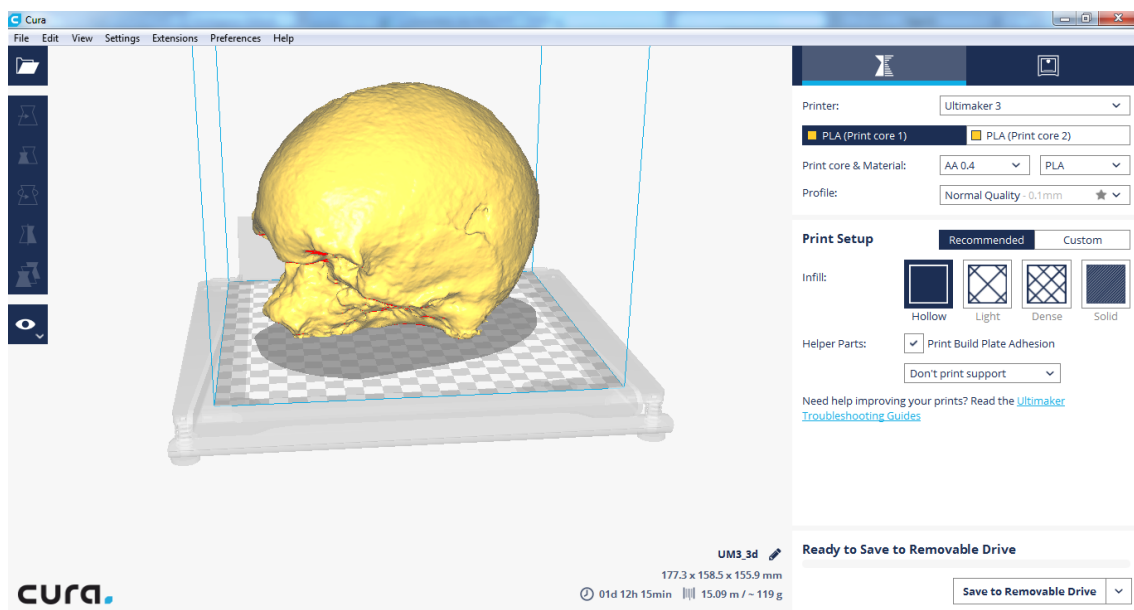 Cura
File Edit View Settings Extensions Preferences Help
Printer: Ultimaker 3
PLA (Print core 1) PLA (Print core 2)
Print core & Material: AA 0.4 PLA
Profile: Normal Quality - 0.1mm
Print Setup Recommended Custom
Infill:
Hollow Light Dense Solid
Helper Parts: Print Build Plate Adhesion
Don't print support
Need help improving your prints? Read the Ultimaker
Troubleshooting Guides
UM3_3d
177.3 x 158.5 x 155.9 mm
01d 12h 15min 15.09 m / ~ 119 g
Ready to Save to Removable Drive
Save to Removable Drive
cura.